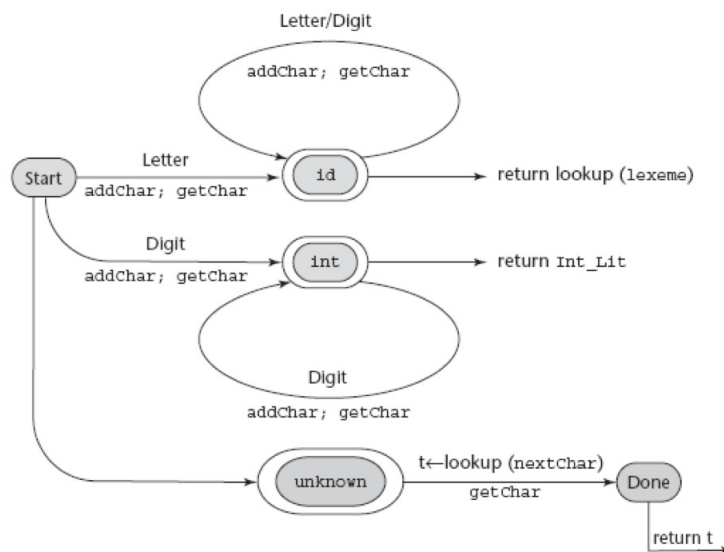 Letter/Digit
addChar; getChar
Start
Letter
addChar; getChar
id
return lookup (lexeme)
Digit
addChar; getChar
int
return Int_Lit
Digit
addChar; getChar
unknown
t←lookup (nextChar)
getChar
Done
return t